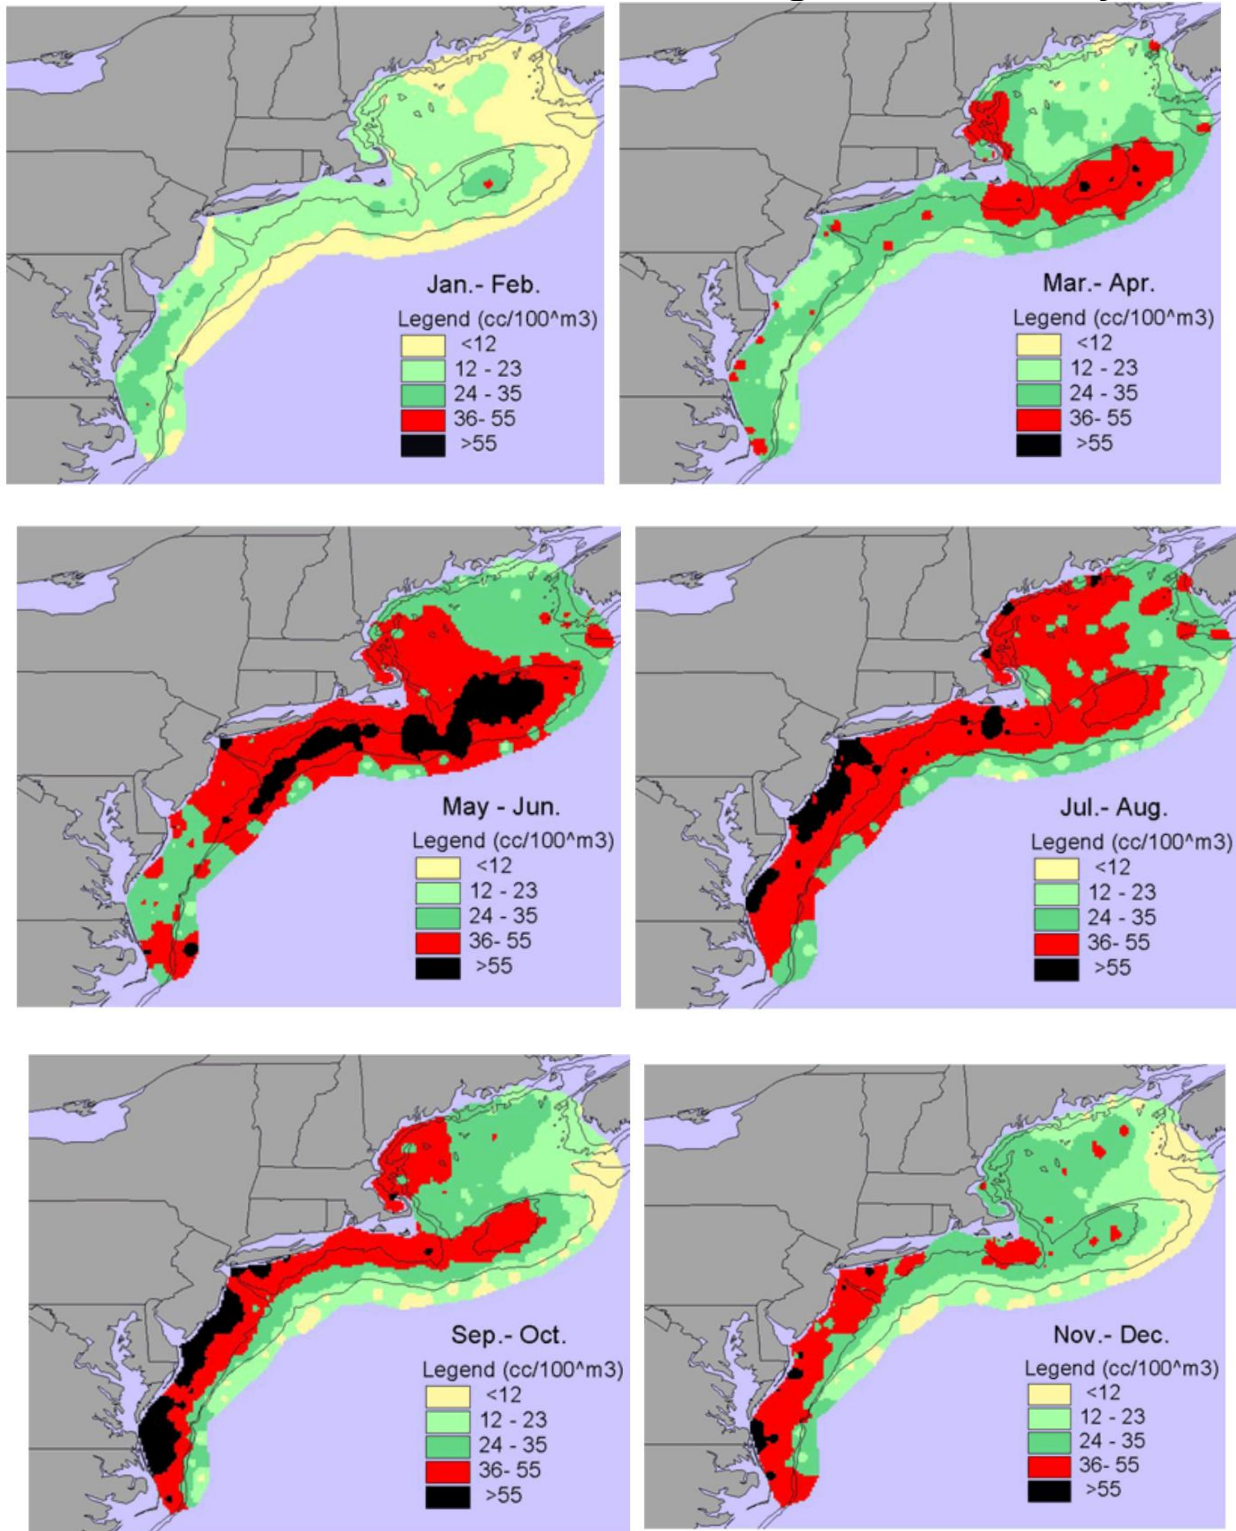 Jan.- Feb.
Legend (cc/100^m3)
<12
12 - 23
24 - 35
36- 55
>55
Mar.- Apr.
Legend (cc/100^m3)
<12
12 - 23
24 - 35
36- 55
>55
May - Jun.
Legend (cc/100^m3)
<12
12 - 23
24 - 35
36- 55
>55
Jul.- Aug.
Legend (cc/100^m3)
<12
12 - 23
24 - 35
36- 55
>55
Sep.- Oct.
Legend (cc/100^m3)
<12
12 - 23
24 - 35
36- 55
>55
Nov.- Dec.
Legend (cc/100^m3)
<12
12 - 23
24 - 35
36- 55
>55